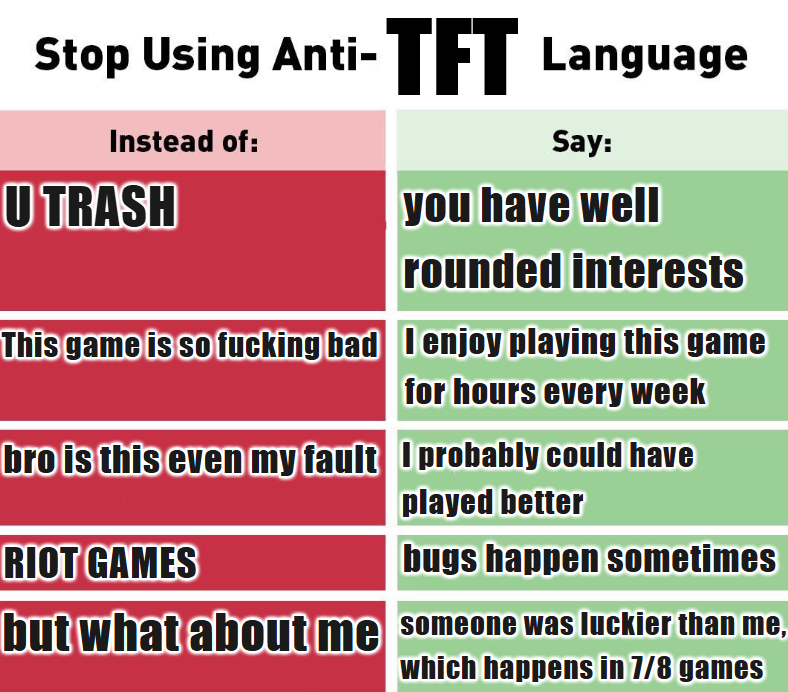 Stop Using Anti-TFT Language
Instead of:
Say:
U TRASH
you have well
rounded interests
This game is so fucking bad
I enjoy playing this game
for hours every week
bro is this even my fault
I probably could have
played better
RIOT GAMES
bugs happen sometimes
but what about me
someone was luckier than me,
which happens in 7/8 games